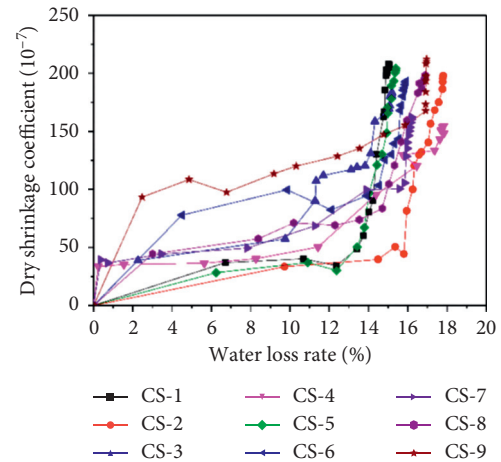 Dry shrinkage coefficient (10⁻⁷)
250
200
150
100
50
0
0 2 4 6 8 10 12 14 16 18 20
Water loss rate (%)
CS-1 CS-4 CS-7
CS-2 CS-5 CS-8
CS-3 CS-6 CS-9